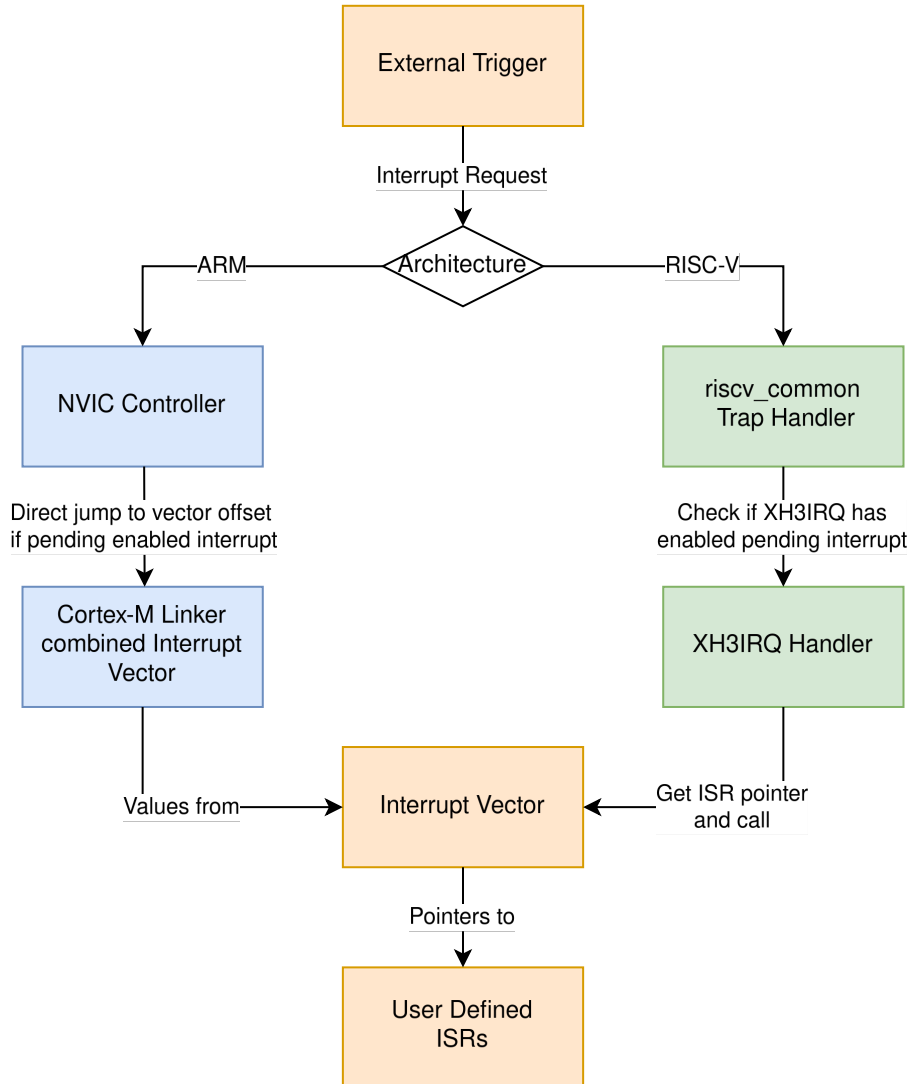 External Trigger
Interrupt Request
Architecture
ARM
RISC-V
NVIC Controller
riscv_common
Trap Handler
Direct jump to vector offset
if pending enabled interrupt
Check if XH3IRQ has
enabled pending interrupt
Cortex-M Linker
combined Interrupt
Vector
XH3IRQ Handler
Values from
Interrupt Vector
Get ISR pointer
and call
Pointers to
User Defined
ISRs